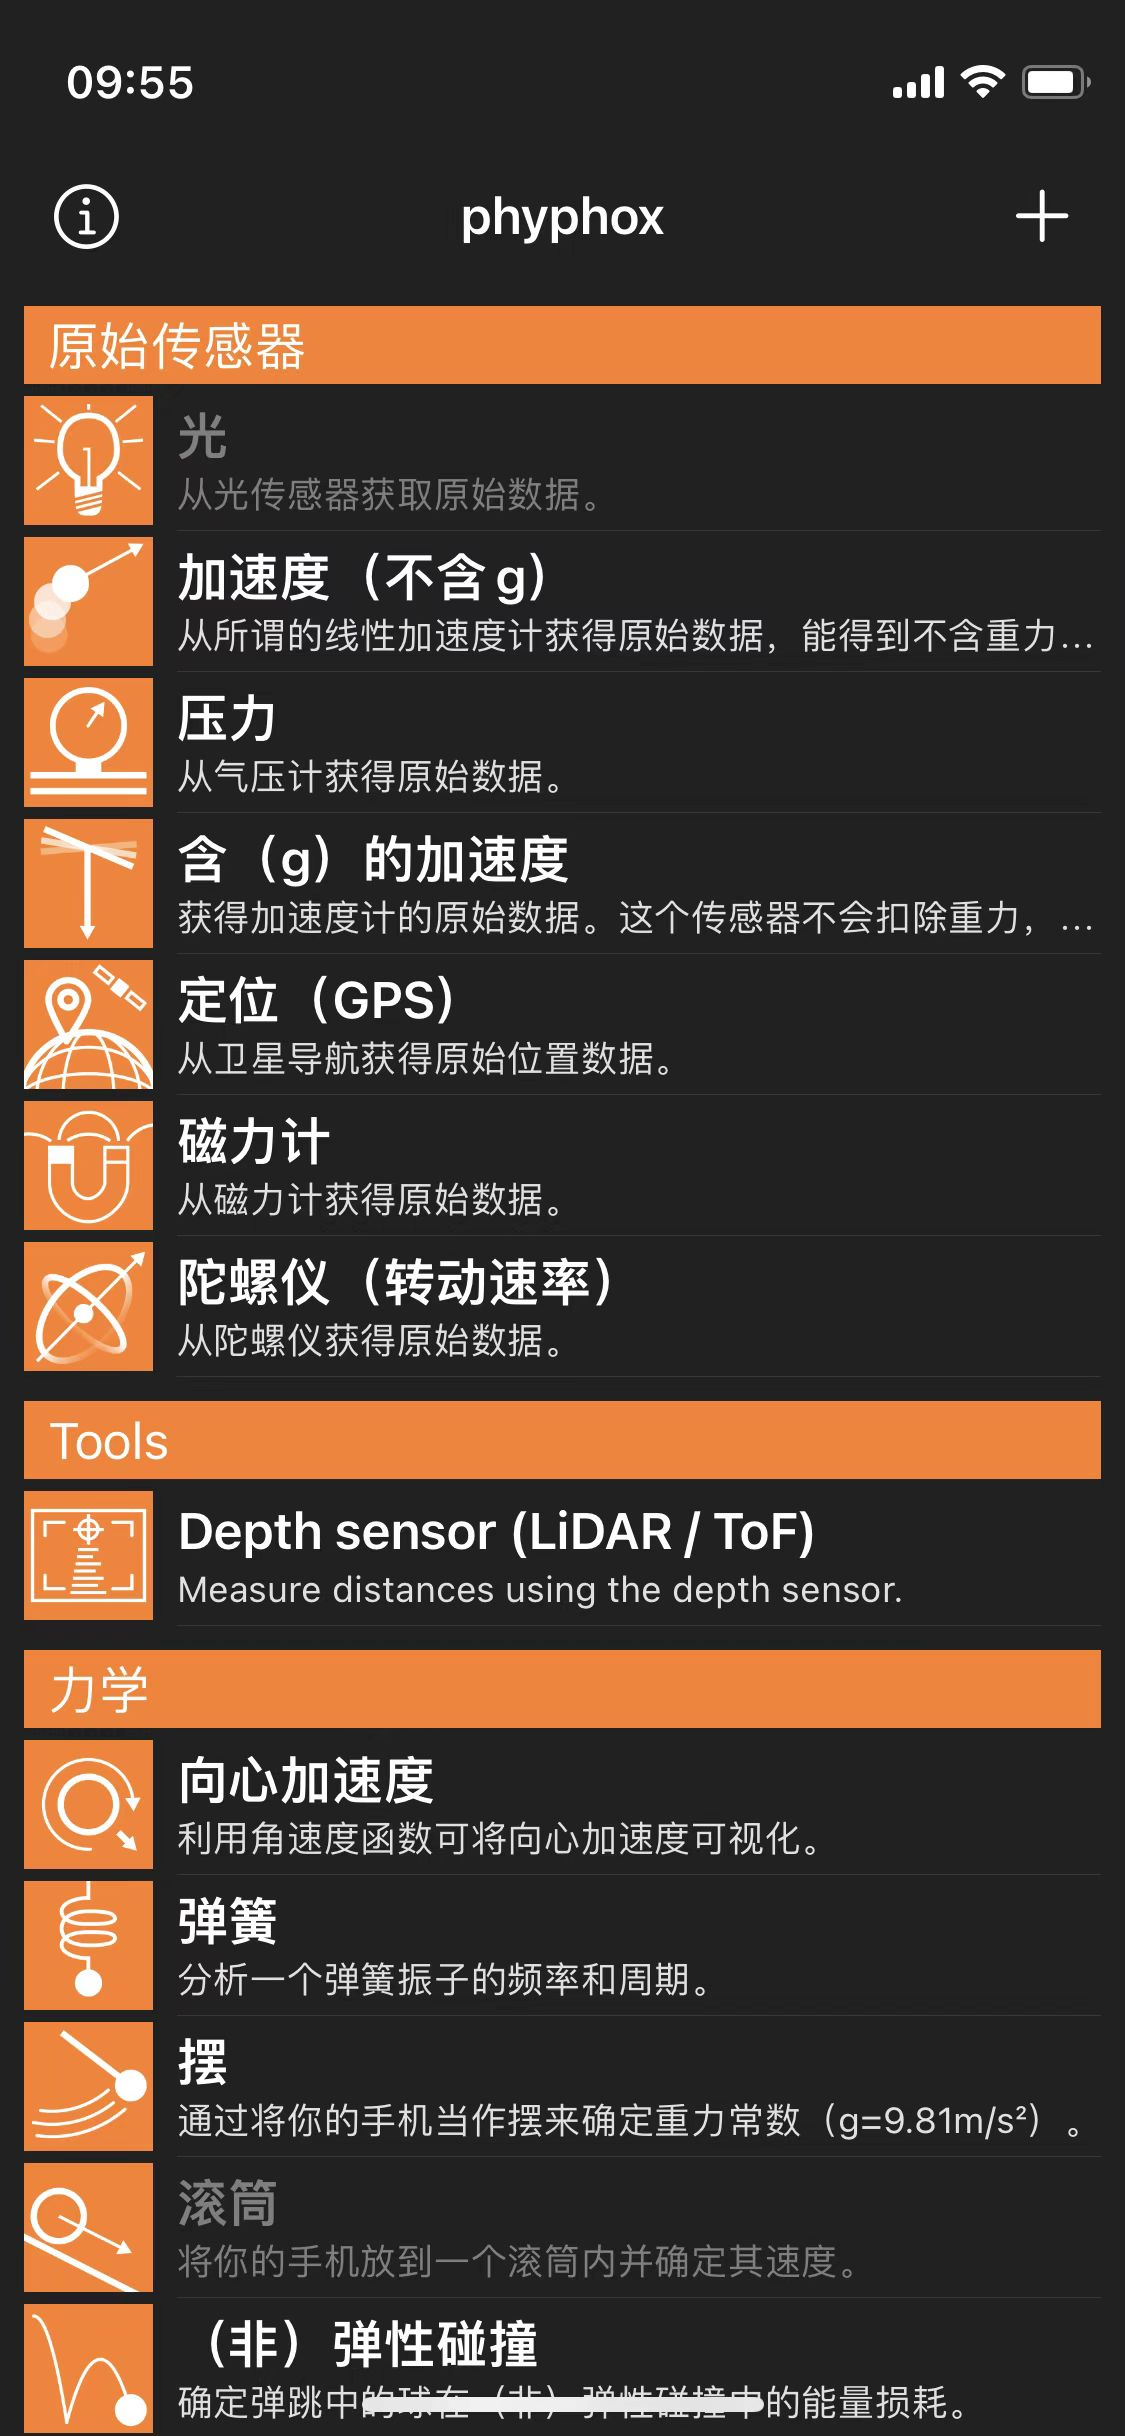 09:55
phyphox
原始传感器
光
从光传感器获取原始数据。
加速度（不含 g）
从所谓的线性加速度计获得原始数据，能得到不含重力...
压力
从气压计获得原始数据。
含（g）的加速度
获得加速度计的原始数据。这个传感器不会扣除重力，...
定位（GPS）
从卫星导航获得原始位置数据。
磁力计
从磁力计获得原始数据。
陀螺仪（转动速率）
从陀螺仪获得原始数据。
Tools
Depth sensor (LiDAR / ToF)
Measure distances using the depth sensor.
力学
向心加速度
利用角速度函数可将向心加速度可视化。
弹簧
分析一个弹簧振子的频率和周期。
摆
通过将你的手机当作摆来确定重力常数（g=9.81m/s²）。
滚筒
将你的手机放到一个滚筒内并确定其速度。
（非）弹性碰撞
确定弹跳中的球在（非）弹性碰撞中的能量损耗。